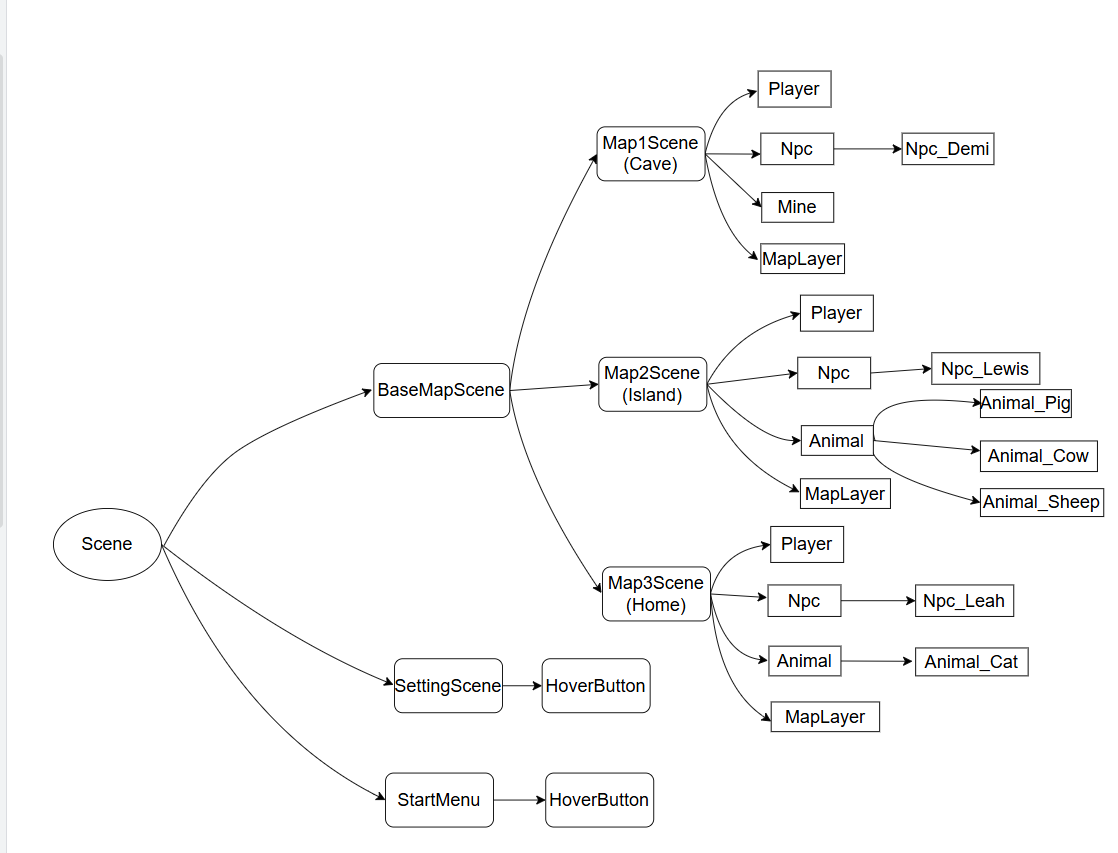 Player
Map1Scene
(Cave)
Npc
Npc_Demi
Mine
MapLayer
Player
Map2Scene
(Island)
Npc
Npc_Lewis
BaseMapScene
Animal_Pig
Animal
Animal_Cow
MapLayer
Animal_Sheep
Scene
Player
Map3Scene
(Home)
Npc
Npc_Leah
Animal
Animal_Cat
SettingScene
HoverButton
MapLayer
StartMenu
HoverButton